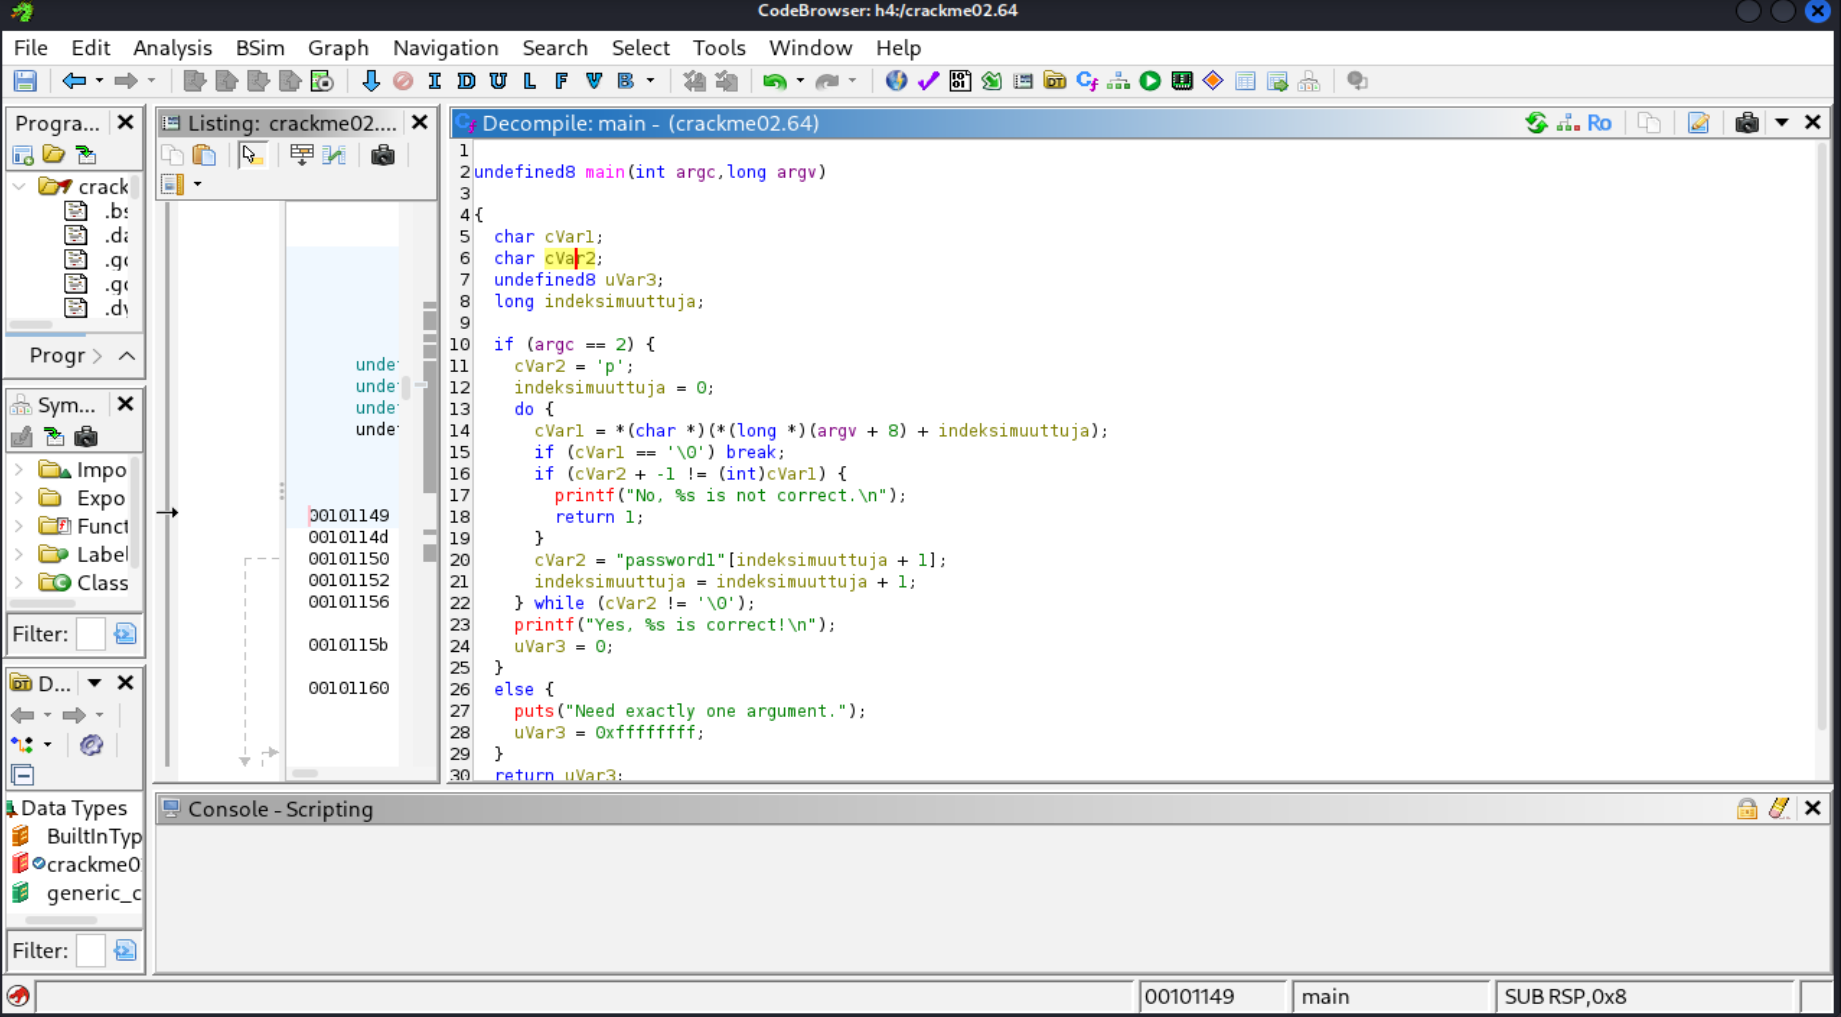 CodeBrowser: h4:/crackme02.64
File Edit Analysis BSim Graph Navigation Search Select Tools Window Help
I D U L F V B
Progra...
crack
.bs
.da
.go
.go
.dy
Progr
Sym...
Impo
Expo
Funct
Label
Class
Filter:
D...
Data Types
BuiltInTyp
crackme0
generic_c
Filter:
Listing: crackme02....
unde
unde
unde
unde
00101149
0010114d
00101150
00101152
00101156
0010115b
00101160
Decompile: main - (crackme02.64)
Ro
1
2 undefined8 main(int argc,long argv)
3
4 {
5 char cVar1;
6 char cVar2;
7 undefined8 uVar3;
8 long indeksimuuttuja;
9
10 if (argc == 2) {
11 cVar2 = 'p';
12 indeksimuuttuja = 0;
13 do {
14 cVar1 = *(char *)(*(long *)(argv + 8) + indeksimuuttuja);
15 if (cVar1 == '\0') break;
16 if (cVar2 + -1 != (int)cVar1) {
17 printf("No, %s is not correct.\n");
18 return 1;
19 }
20 cVar2 = "password1"[indeksimuuttuja + 1];
21 indeksimuuttuja = indeksimuuttuja + 1;
22 } while (cVar2 != '\0');
23 printf("Yes, %s is correct!\n");
24 uVar3 = 0;
25 }
26 else {
27 puts("Need exactly one argument.");
28 uVar3 = 0xffffffff;
29 }
30 return uVar3;
Console - Scripting
00101149 main SUB RSP,0x8